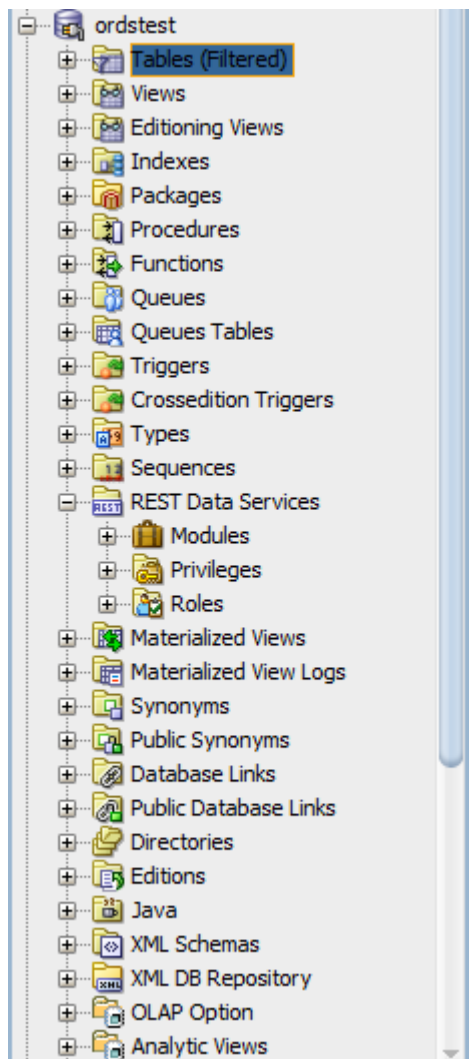 ordstest
Tables (Filtered)
Views
Editioning Views
Indexes
Packages
Procedures
Functions
Queues
Queues Tables
Triggers
Crossedition Triggers
Types
Sequences
REST Data Services
Modules
Privileges
Roles
Materialized Views
Materialized View Logs
Synonyms
Public Synonyms
Database Links
Public Database Links
Directories
Editions
Java
XML Schemas
XML DB Repository
OLAP Option
Analytic Views